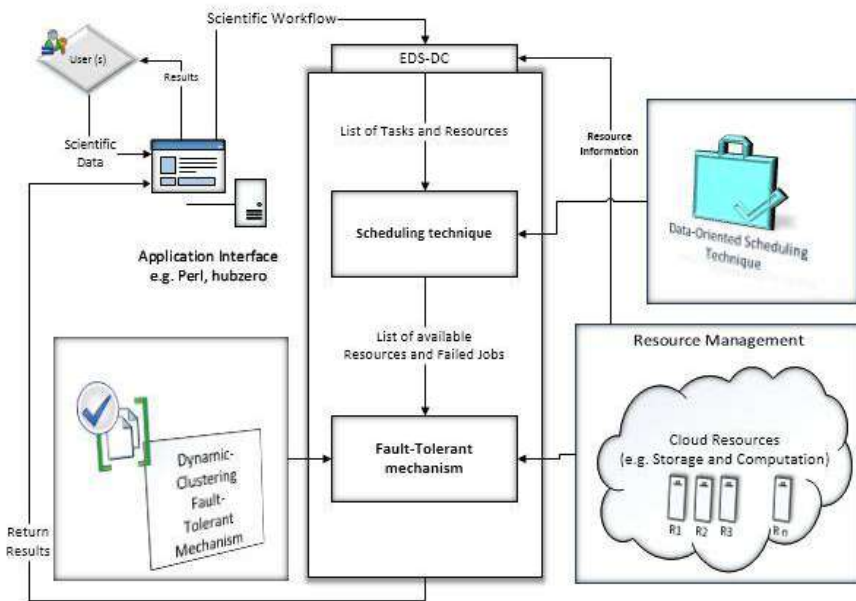 Scientific Workflow
User (s)
Results
EDS-DC
Scientific
Data
List of Tasks and Resources
Resource
Information
Scheduling technique
Data-Oriented Scheduling
Technique
Application Interface
e.g. Perl, hubzero
List of available
Resources and Failed Jobs
Resource Management
Fault-Tolerant
mechanism
Cloud Resources
(e.g. Storage and Computation)
R1 R2 R3 Rn
Dynamic-
Clustering
Fault-
Tolerant
Mechanism
Return
Results